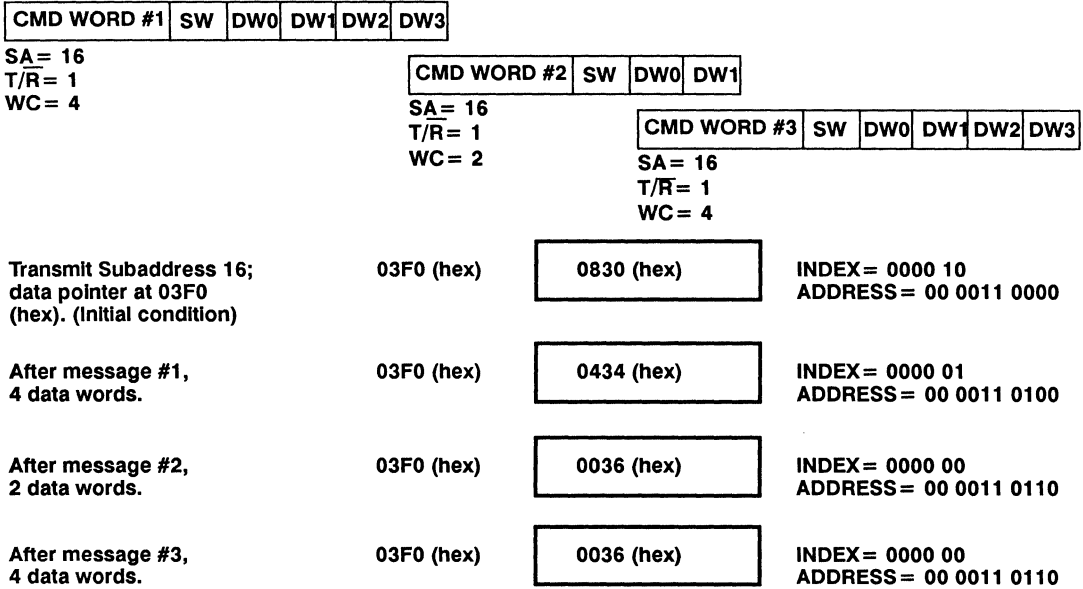 CMD WORD #1 SW DW0 DW1 DW2 DW3
SA = 16
T/R̅ = 1
WC = 4
CMD WORD #2 SW DW0 DW1
SA = 16
T/R̅ = 1
WC = 2
CMD WORD #3 SW DW0 DW1 DW2 DW3
SA = 16
T/R̅ = 1
WC = 4
Transmit Subaddress 16;
data pointer at 03F0
(hex). (Initial condition)
03F0 (hex)
0830 (hex)
INDEX = 0000 10
ADDRESS = 00 0011 0000
After message #1,
4 data words.
03F0 (hex)
0434 (hex)
INDEX = 0000 01
ADDRESS = 00 0011 0100
After message #2,
2 data words.
03F0 (hex)
0036 (hex)
INDEX = 0000 00
ADDRESS = 00 0011 0110
After message #3,
4 data words.
03F0 (hex)
0036 (hex)
INDEX = 0000 00
ADDRESS = 00 0011 0110